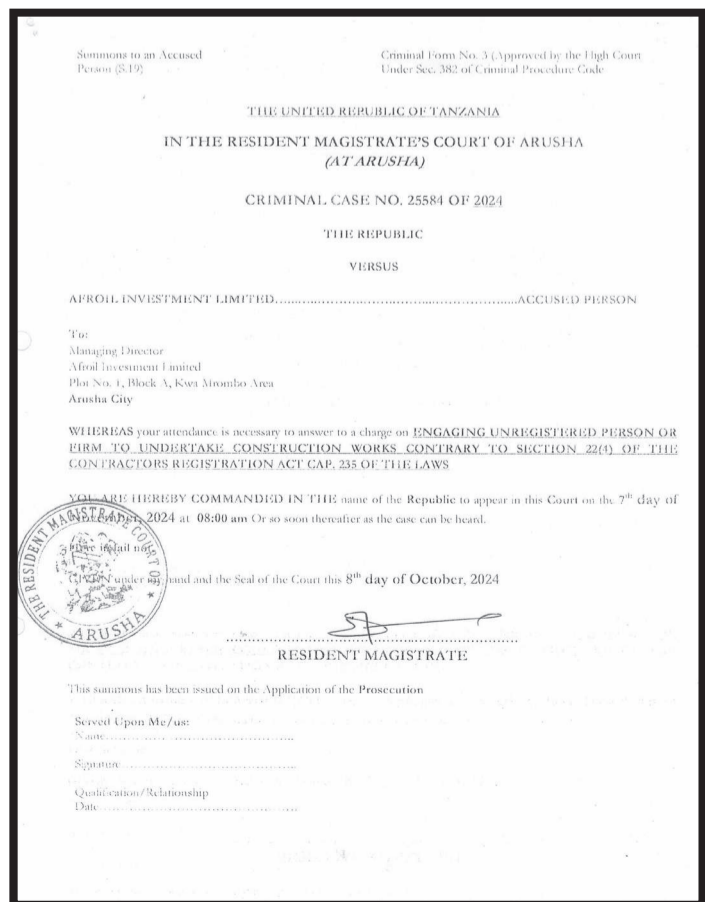 Summons to an Accused
Person (S.19)
Criminal Form No. 3 (Approved by the High Court
Under Sec. 382 of Criminal Procedure Code
THE UNITED REPUBLIC OF TANZANIA
IN THE RESIDENT MAGISTRATE'S COURT OF ARUSHA
(AT ARUSHA)
CRIMINAL CASE NO. 25584 OF 2024
THE REPUBLIC
VERSUS
AFROIL INVESTMENT LIMITED..........................................................ACCUSED PERSON
To:
Managing Director
Afroil Investment Limited
Plot No. 1, Block A, Kwa Mrombo Area
Arusha City
WHEREAS your attendance is necessary to answer to a charge on ENGAGING UNREGISTERED PERSON OR
FIRM TO UNDERTAKE CONSTRUCTION WORKS CONTRARY TO SECTION 22(4) OF THE
CONTRACTORS REGISTRATION ACT CAP. 235 OF THE LAWS
YOU ARE HEREBY COMMANDED IN THE name of the Republic to appear in this Court on the 7th day of
2024 at 08:00 am Or so soon thereafter as the case can be heard.
fail not
GIVEN under my hand and the Seal of the Court this 8th day of October, 2024
THE RESIDENT MAGISTRATE COURT OF
ARUSHA
RESIDENT MAGISTRATE
This summons has been issued on the Application of the Prosecution
Served Upon Me/us:
Name..........................................
Signature.......................................
Qualification/Relationship
Date............................................